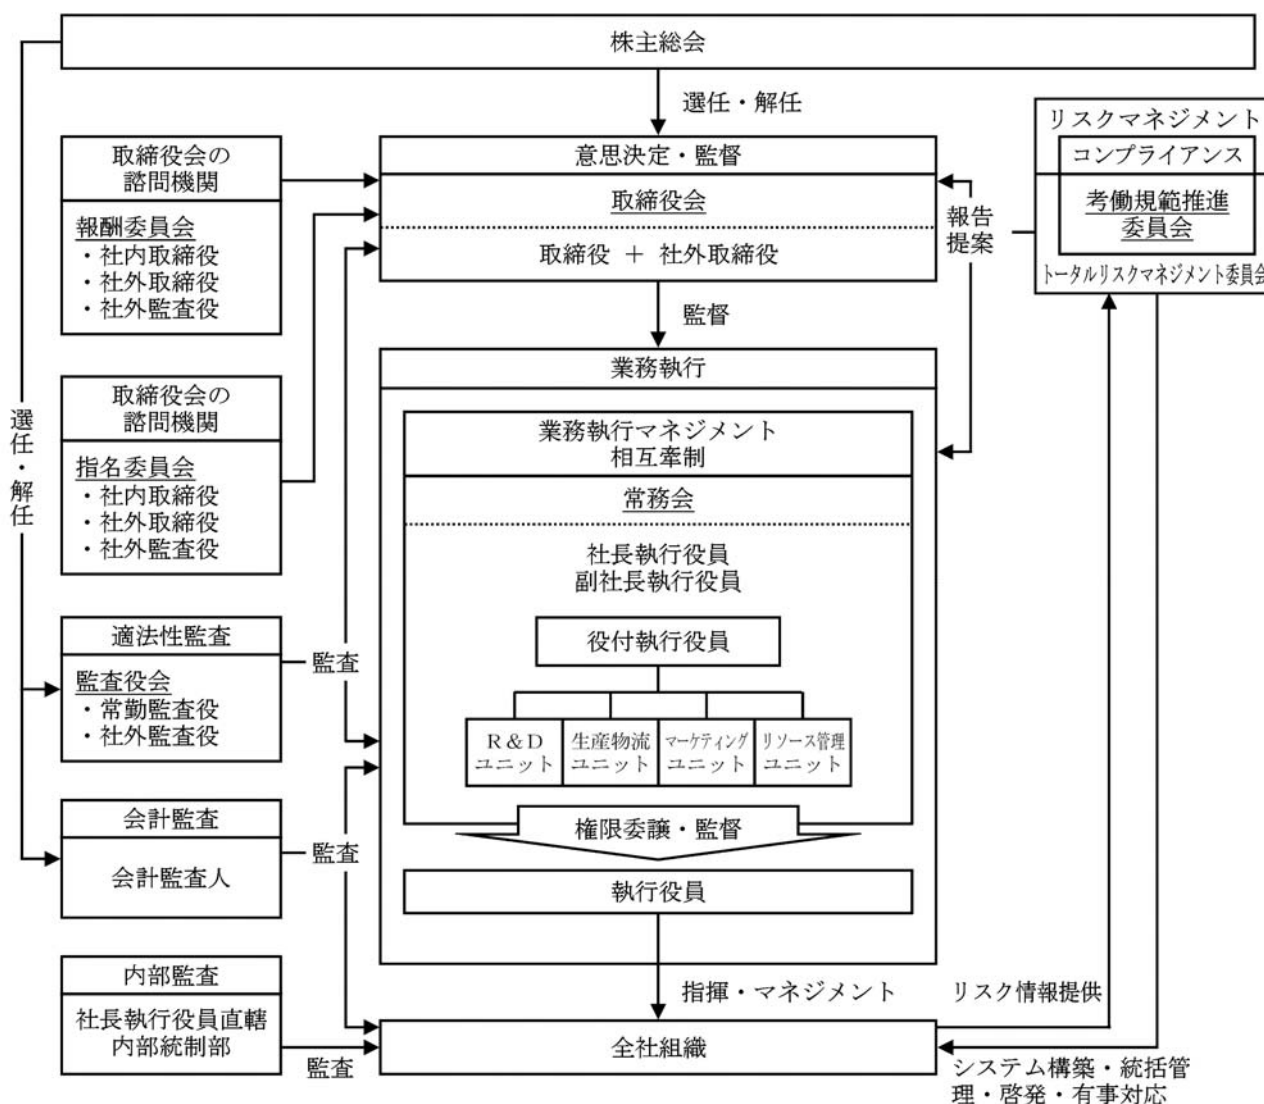 株主総会
選任・解任
リスクマネジメント
コンプライアンス
考働規範推進
委員会
トータルリスクマネジメント委員会
取締役会の
諮問機関
報酬委員会
・社内取締役
・社外取締役
・社外監査役
意思決定・監督
取締役会
取締役 ＋ 社外取締役
報告
提案
監督
取締役会の
諮問機関
指名委員会
・社内取締役
・社外取締役
・社外監査役
選任・解任
業務執行
業務執行マネジメント
相互牽制
常務会
社長執行役員
副社長執行役員
役付執行役員
R＆D
ユニット
生産物流
ユニット
マーケティング
ユニット
リソース管理
ユニット
権限委譲・監督
執行役員
適法性監査
監査役会
・常勤監査役
・社外監査役
監査
会計監査
会計監査人
監査
内部監査
社長執行役員直轄
内部統制部
監査
指揮・マネジメント
全社組織
リスク情報提供
システム構築・統括管
理・啓発・有事対応